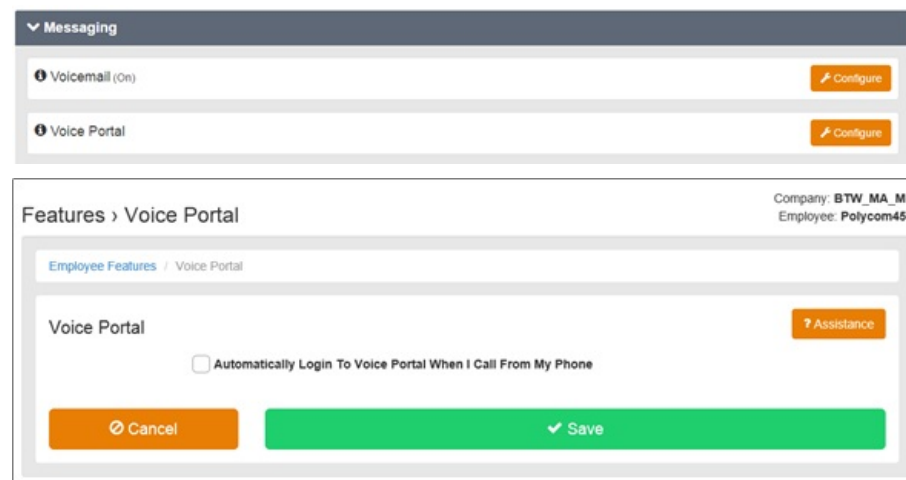 Messaging
Voicemail (On)
Configure
Voice Portal
Configure
Features › Voice Portal
Company: BTW_MA_M
Employee: Polycom45
Employee Features / Voice Portal
Voice Portal
? Assistance
Automatically Login To Voice Portal When I Call From My Phone
Cancel
Save